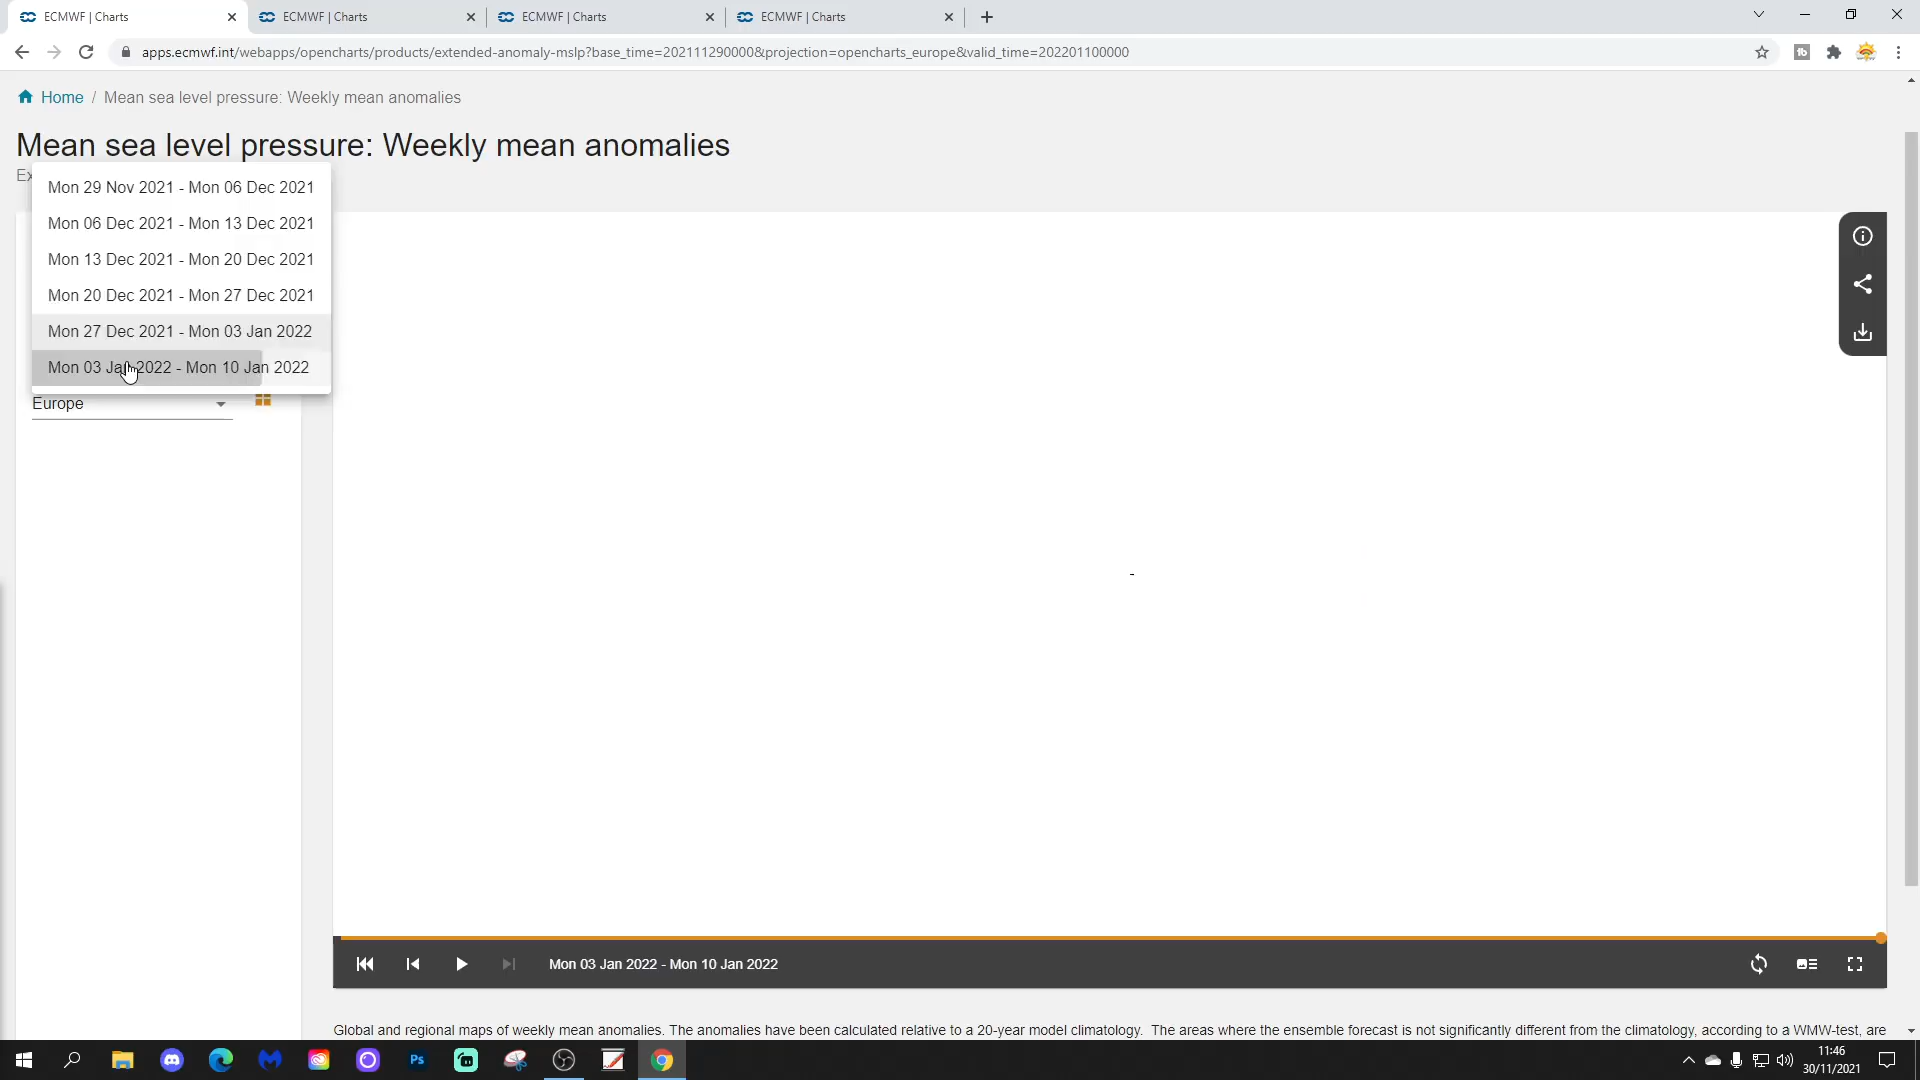 ECMWF | Charts
ECMWF | Charts
ECMWF | Charts
ECMWF | Charts
apps.ecmwf.int/webapps/opencharts/products/extended-anomaly-mslp?base_time=202111290000&projection=opencharts_europe&valid_time=202201100000
Home / Mean sea level pressure: Weekly mean anomalies
Mean sea level pressure: Weekly mean anomalies
Mon 29 Nov 2021 - Mon 06 Dec 2021
Mon 06 Dec 2021 - Mon 13 Dec 2021
Mon 13 Dec 2021 - Mon 20 Dec 2021
Mon 20 Dec 2021 - Mon 27 Dec 2021
Mon 27 Dec 2021 - Mon 03 Jan 2022
Mon 03 Jan 2022 - Mon 10 Jan 2022
Europe
Mon 03 Jan 2022 - Mon 10 Jan 2022
Global and regional maps of weekly mean anomalies. The anomalies have been calculated relative to a 20-year model climatology. The areas where the ensemble forecast is not significantly different from the climatology, according to a WMW-test, are
Ps
11:46
30/11/2021